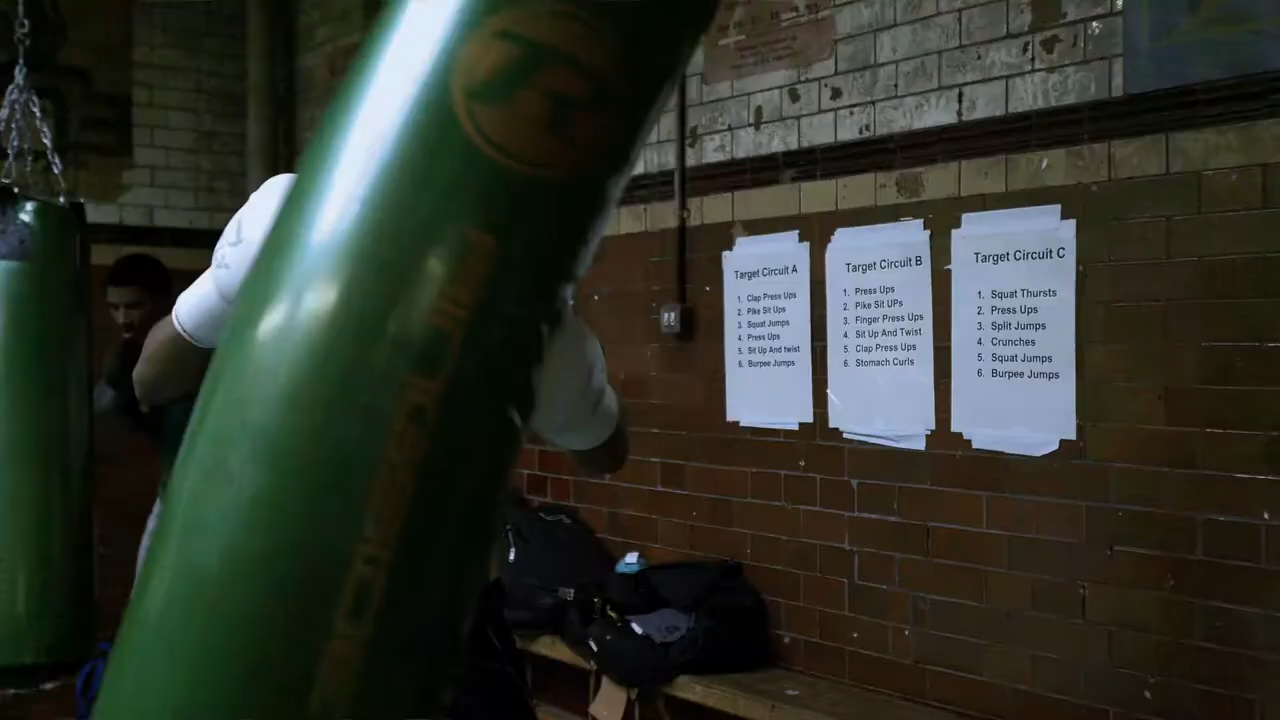 Target Circuit A
1. Clap Press Ups
2. Pike Sit Ups
3. Squat Jumps
4. Press Ups
5. Sit Up And twist
6. Burpee Jumps
Target Circuit B
1. Press Ups
2. Pike Sit UPs
3. Finger Press Ups
4. Sit Up And Twist
5. Clap Press Ups
6. Stomach Curls
Target Circuit C
1. Squat Thursts
2. Press Ups
3. Split Jumps
4. Crunches
5. Squat Jumps
6. Burpee Jumps